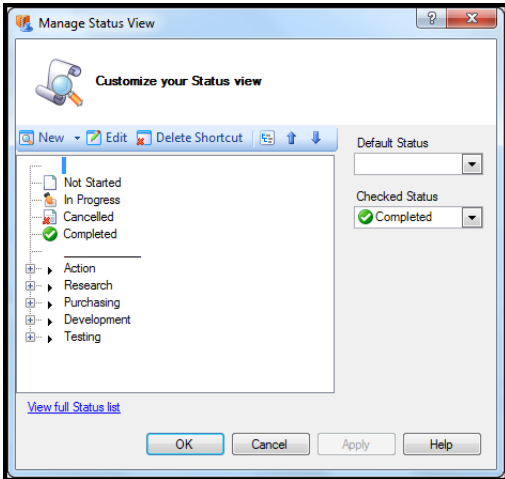 Manage Status View
Customize your Status view
New Edit Delete Shortcut
Default Status
Not Started
In Progress
Cancelled
Completed
Checked Status
Completed
Action
Research
Purchasing
Development
Testing
View full Status list
OK Cancel Apply Help